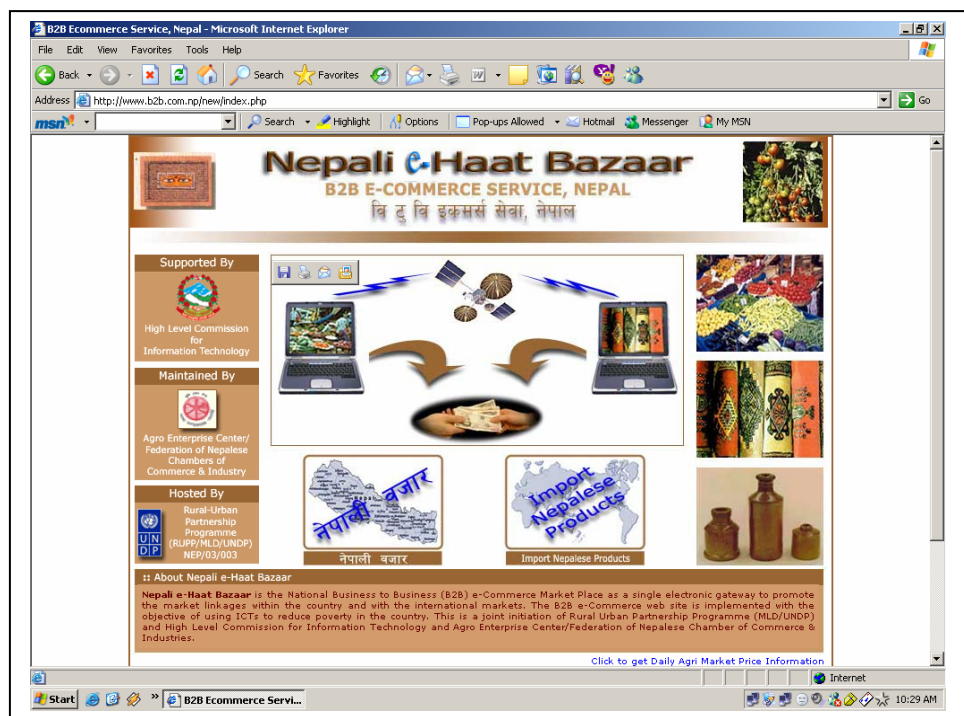 B2B Ecommerce Service, Nepal - Microsoft Internet Explorer
File Edit View Favorites Tools Help
Back Search Favorites
Address http://www.b2b.com.np/new/index.php Go
msn Search Highlight Options Pop-ups Allowed Hotmail Messenger My MSN
Nepali e-Haat Bazaar
B2B E-COMMERCE SERVICE, NEPAL
वि टु वि इकमर्स सेवा, नेपाल
Supported By
High Level Commission
for
Information Technology
Maintained By
Agro Enterprise Center/
Federation of Nepalese
Chambers of
Commerce & Industry
Hosted By
U N
D P
Rural-Urban
Partnership
Programme
(RUPP/MLD/UNDP)
NEP/03/003
नेपाली बजार
नेपाली बजार
Import
Nepalese
Products
Import Nepalese Products
:: About Nepali e-Haat Bazaar
Nepali e-Haat Bazaar is the National Business to Business (B2B) e-Commerce Market Place as a single electronic gateway to promote
the market linkages within the country and with the international markets. The B2B e-Commerce web site is implemented with the
objective of using ICTs to reduce poverty in the country. This is a joint initiation of Rural Urban Partnership Programme (MLD/UNDP)
and High Level Commission for Information Technology and Agro Enterprise Center/Federation of Nepalese Chamber of Commerce &
Industries.
Click to get Daily Agri Market Price Information
Internet
Start B2B Ecommerce Servi... 10:29 AM